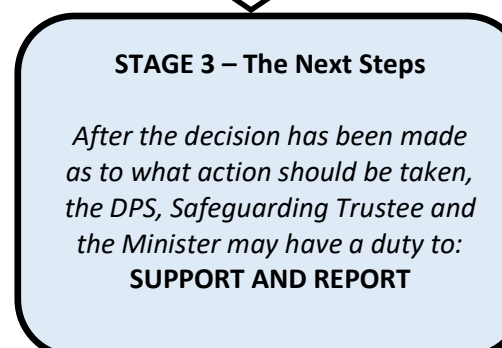 STAGE 3 – The Next Steps
After the decision has been made
as to what action should be taken,
the DPS, Safeguarding Trustee and
the Minister may have a duty to:
SUPPORT AND REPORT